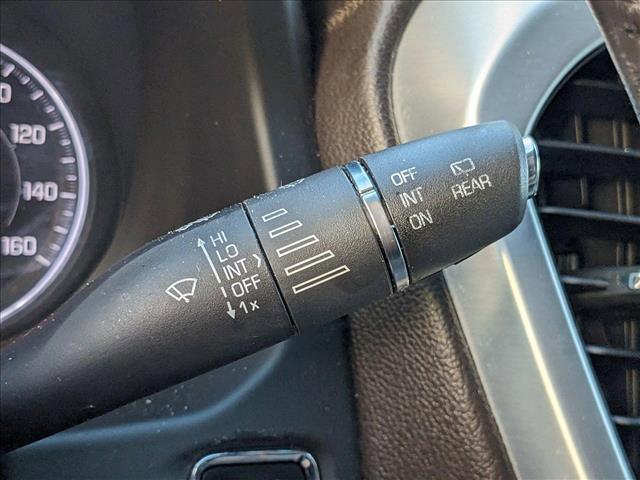 120
140
160
HI
LO
INT
OFF
1x
OFF
INT
ON
REAR